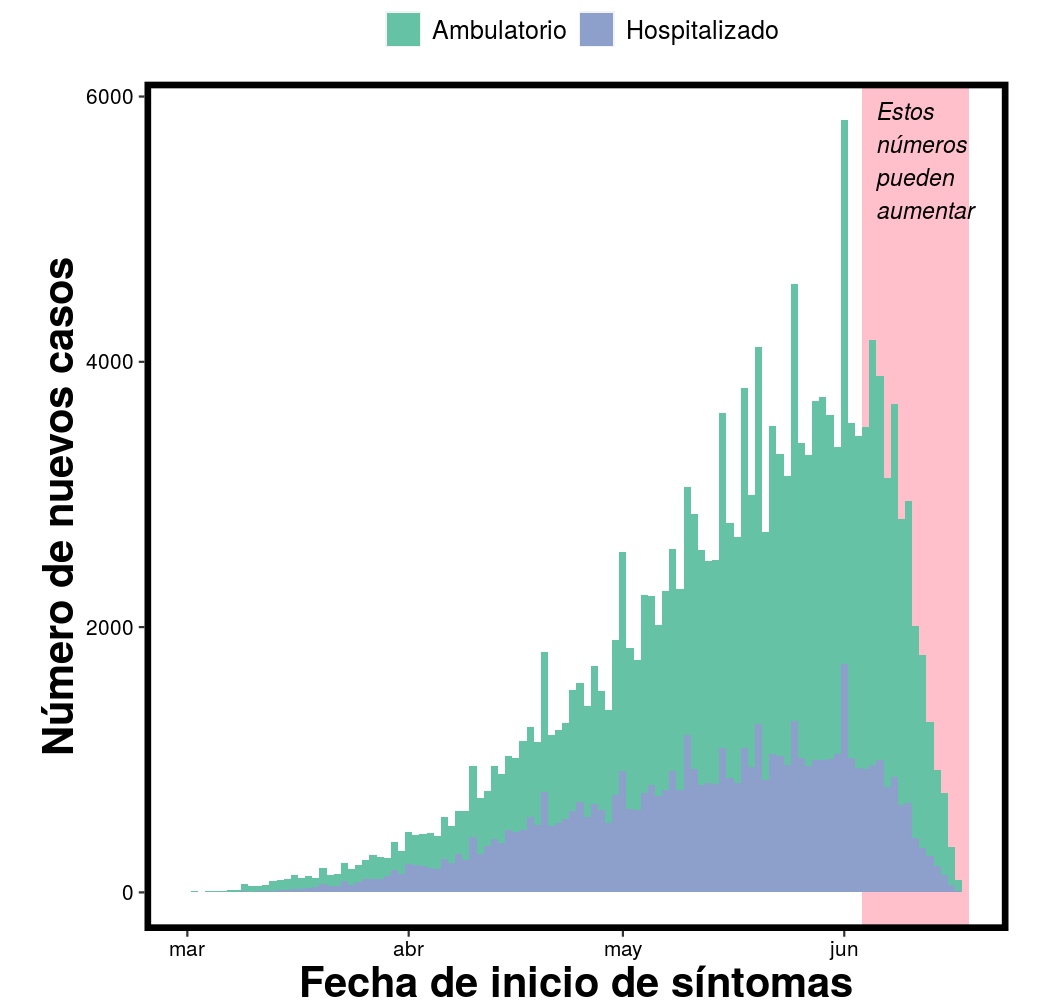 Ambulatorio Hospitalizado
Estos
números
pueden
aumentar
6000
4000
2000
0
Número de nuevos casos
mar abr may jun
Fecha de inicio de síntomas